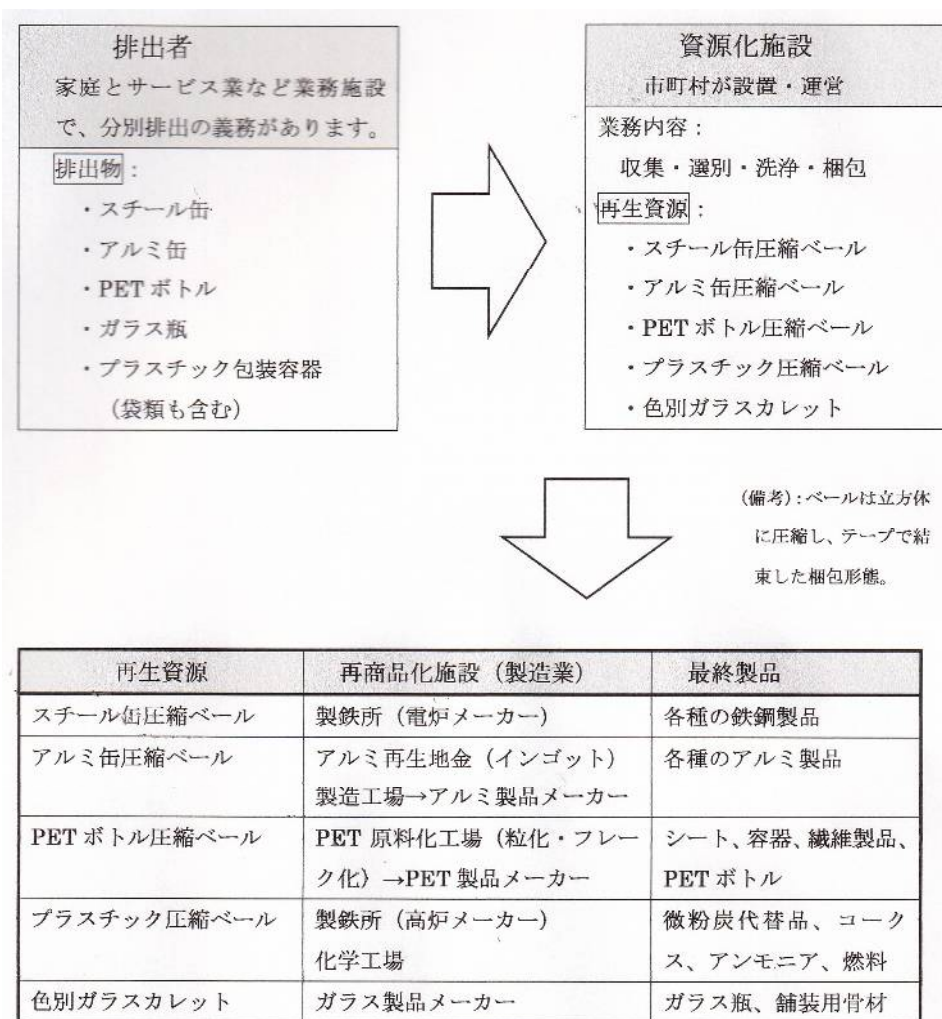 排出者
家庭とサービス業など業務施設
で、分別排出の義務があります。
排出物:
・スチール缶
・アルミ缶
・PET ボトル
・ガラス瓶
・プラスチック包装容器
(袋類も含む)
資源化施設
市町村が設置・運営
業務内容:
収集・選別・洗浄・梱包
再生資源:
・スチール缶圧縮ベール
・アルミ缶圧縮ベール
・PET ボトル圧縮ベール
・プラスチック圧縮ベール
・色別ガラスカレット
(備考):ベールは立方体
に圧縮し、テープで結
束した梱包形態。
再生資源 再商品化施設(製造業) 最終製品
スチール缶圧縮ベール 製鉄所(電炉メーカー) 各種の鉄鋼製品
アルミ缶圧縮ベール アルミ再生地金(インゴット) 各種のアルミ製品
製造工場→アルミ製品メーカー
PET ボトル圧縮ベール PET 原料化工場(粒化・フレー シート、容器、繊維製品、
ク化)→PET 製品メーカー PET ボトル
プラスチック圧縮ベール 製鉄所(高炉メーカー) 微粉炭代替品、コーク
化学工場 ス、アンモニア、燃料
色別ガラスカレット ガラス製品メーカー ガラス瓶、舗装用骨材